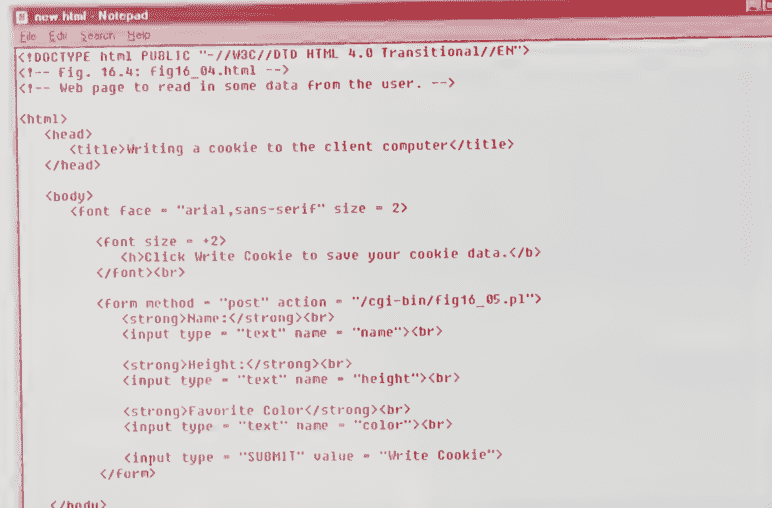 new.html - Notepad
File Edit Search Help
<!DOCTYPE html PUBLIC "-//W3C//DTD HTML 4.0 Transitional//EN">
<!-- Fig. 16.4: fig16_04.html -->
<!-- Web page to read in some data from the user. -->
<html>
<head>
<title>Writing a cookie to the client computer</title>
</head>
<body>
<font face = "arial,sans-serif" size = 2>
<font size = +2>
<h>Click Write Cookie to save your cookie data.</b>
</font><br>
<form method = "post" action = "/cgi-bin/fig16_05.pl">
<strong>Name:</strong><br>
<input type = "text" name = "name"><br>
<strong>Height:</strong><br>
<input type = "text" name = "height"><br>
<strong>Favorite Color</strong><br>
<input type = "text" name = "color"><br>
<input type = "SUBMIT" value = "Write Cookie">
</form>
</body>